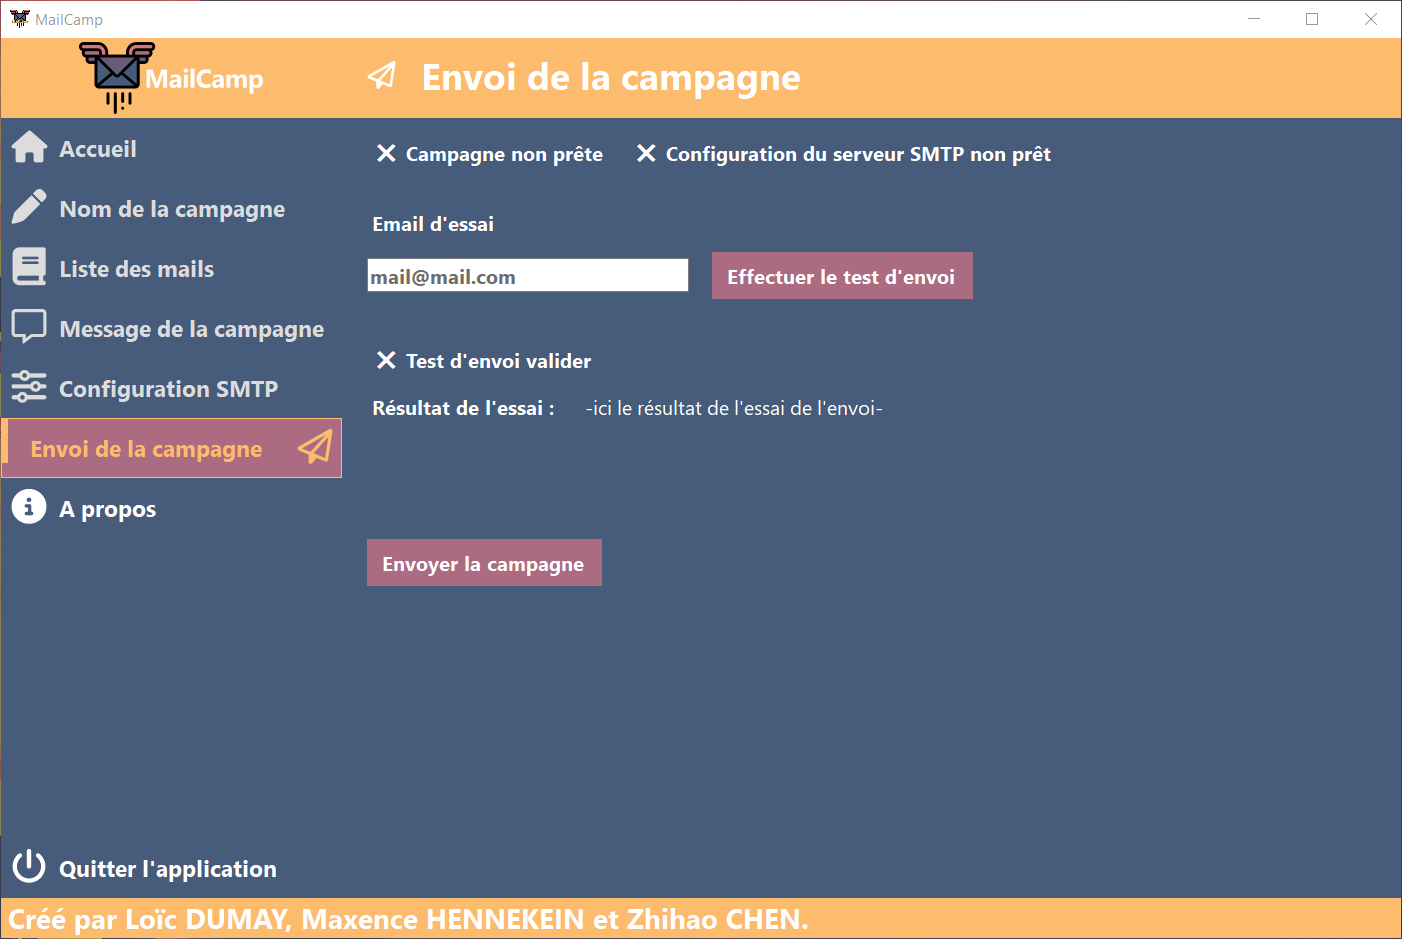 MailCamp
MailCamp
Envoi de la campagne
Accueil
Nom de la campagne
Liste des mails
Message de la campagne
Configuration SMTP
Envoi de la campagne
A propos
Quitter l'application
Campagne non prête
Configuration du serveur SMTP non prêt
Email d'essai
mail@mail.com
Effectuer le test d'envoi
Test d'envoi valider
Résultat de l'essai : -ici le résultat de l'essai de l'envoi-
Envoyer la campagne
Créé par Loïc DUMAY, Maxence HENNEKEIN et Zhihao CHEN.